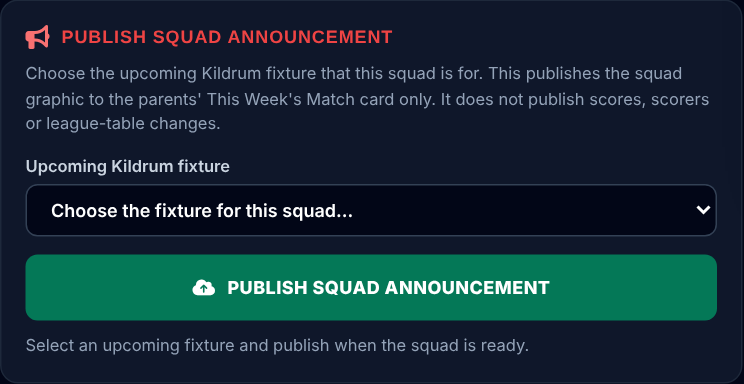 PUBLISH SQUAD ANNOUNCEMENT
Choose the upcoming Kildrum fixture that this squad is for. This publishes the squad
graphic to the parents' This Week's Match card only. It does not publish scores, scorers
or league-table changes.
Upcoming Kildrum fixture
Choose the fixture for this squad...
PUBLISH SQUAD ANNOUNCEMENT
Select an upcoming fixture and publish when the squad is ready.